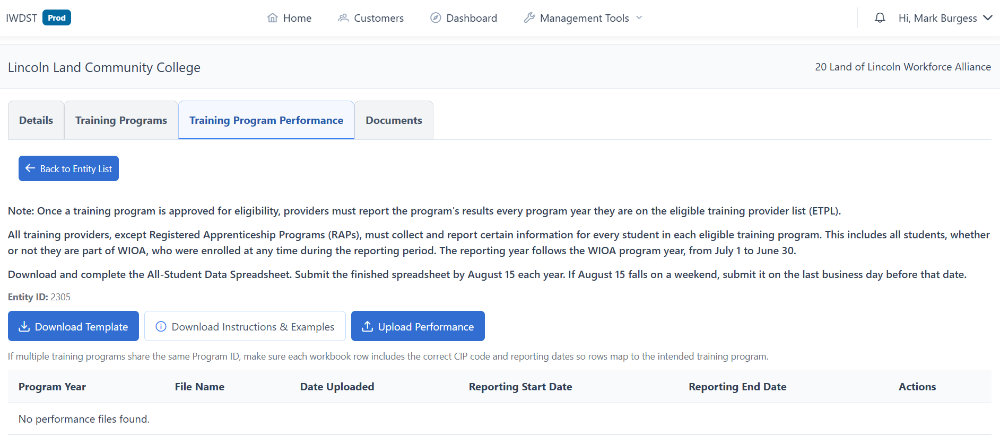 IWDST Prod Home Customers Dashboard Management Tools Hi, Mark Burgess
Lincoln Land Community College 20 Land of Lincoln Workforce Alliance
Details Training Programs Training Program Performance Documents
Back to Entity List
Note: Once a training program is approved for eligibility, providers must report the program's results every program year they are on the eligible training provider list (ETPL).
All training providers, except Registered Apprenticeship Programs (RAPs), must collect and report certain information for every student in each eligible training program. This includes all students, whether
or not they are part of WIOA, who were enrolled at any time during the reporting period. The reporting year follows the WIOA program year, from July 1 to June 30.
Download and complete the All-Student Data Spreadsheet. Submit the finished spreadsheet by August 15 each year. If August 15 falls on a weekend, submit it on the last business day before that date.
Entity ID: 2305
Download Template Download Instructions & Examples Upload Performance
If multiple training programs share the same Program ID, make sure each workbook row includes the correct CIP code and reporting dates so rows map to the intended training program.
Program Year File Name Date Uploaded Reporting Start Date Reporting End Date Actions
No performance files found.